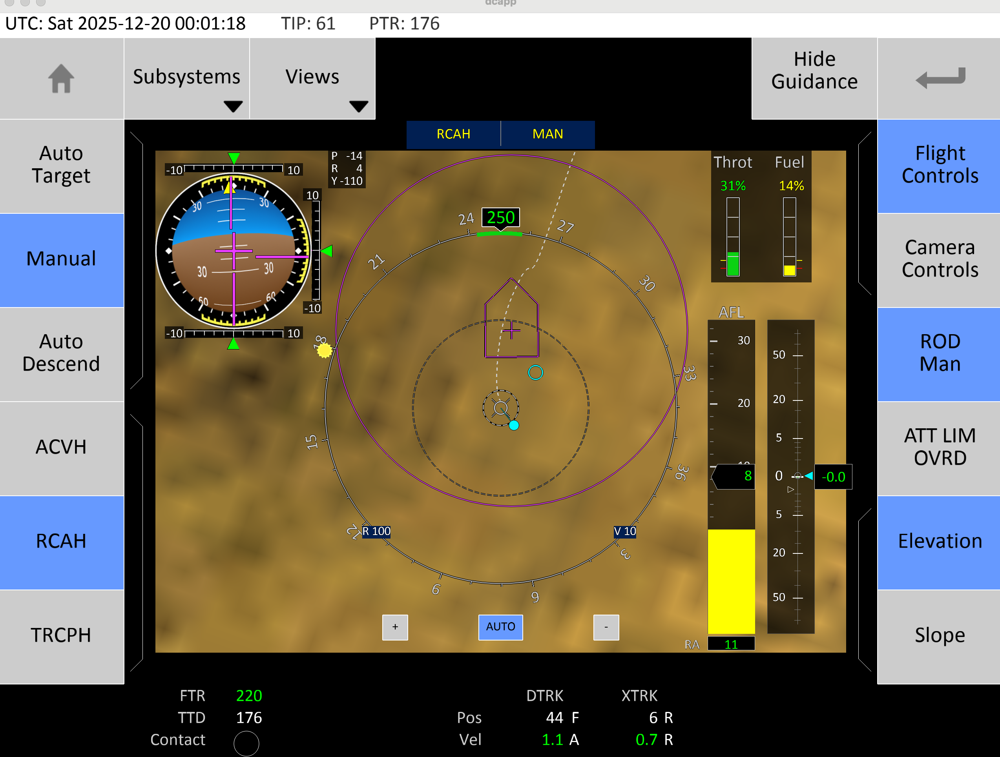 dcapp
UTC: Sat 2025-12-20 00:01:18 TIP: 61 PTR: 176
Subsystems
Views
Hide
Guidance
Auto
Target
Manual
Auto
Descend
ACVH
RCAH
TRCPH
RCAH MAN
P -14
R 4
Y -110
-10 10
10
-10
-10 10
30 30
30 30
60 60
250
24
27
21
30
18
33
15
36
12
3
6
9
R 100
V 10
+
AUTO
-
Throt Fuel
31% 14%
AFL
30
20
10
8
RA 11
50
20
5
0
-0.0
5
20
50
Flight
Controls
Camera
Controls
ROD
Man
ATT LIM
OVRD
Elevation
Slope
FTR 220
TTD 176
Contact
DTRK XTRK
Pos 44 F 6 R
Vel 1.1 A 0.7 R